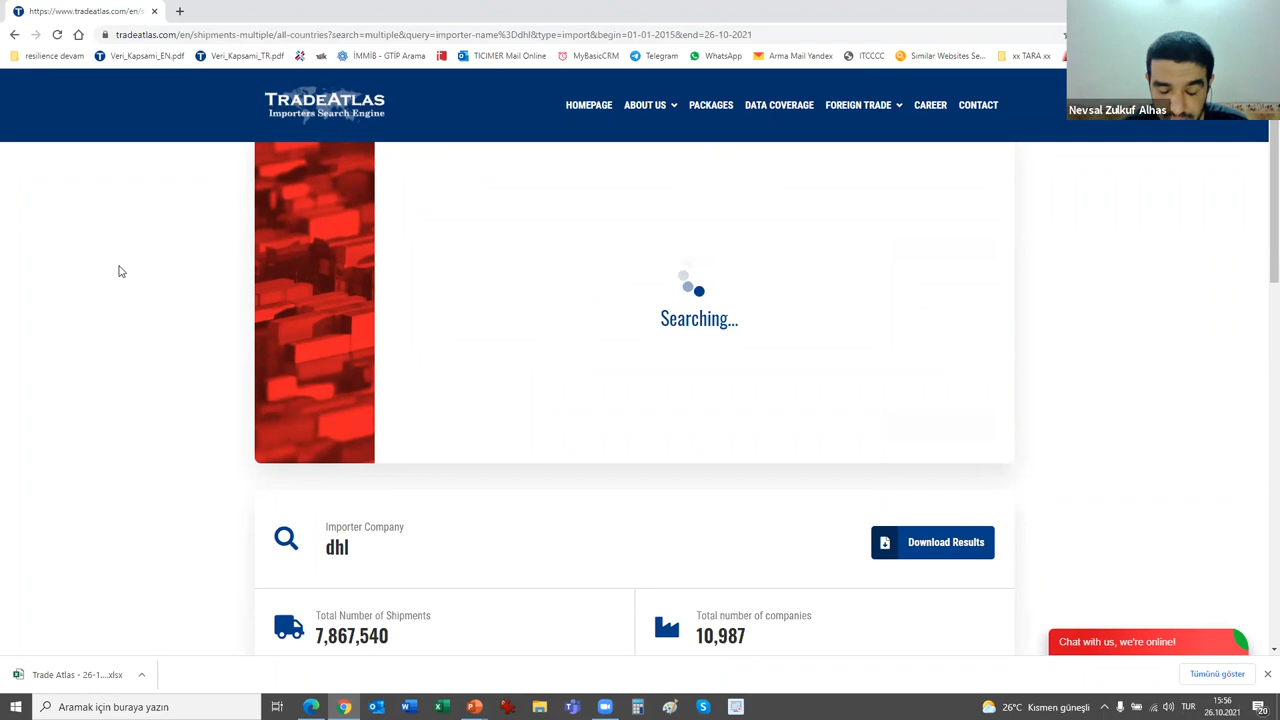 https://www.tradeatlas.com/en/s
tradeatlas.com/en/shipments-multiple/all-countries?search=multiple&query=importer-name%3Ddhl&type=import&begin=01-01-2015&end=26-10-2021
resilience devam
Veri_Kapsami_EN.pdf
Veri_Kapsami_TR.pdf
İMMİB - GTİP Arama
TICIMER Mail Online
MyBasicCRM
Telegram
WhatsApp
Arma Mail Yandex
ITCCCC
Similar Websites Se...
xx TARA xx
TRADEATLAS
Importers Search Engine
HOMEPAGE
ABOUT US
PACKAGES
DATA COVERAGE
FOREIGN TRADE
CAREER
CONTACT
Nevsal Zulkuf Alhas
Searching...
Importer Company
dhl
Download Results
Total Number of Shipments
7,867,540
Total number of companies
10,987
Chat with us, we're online!
Trade Atlas - 26-1....xlsx
Tümünü göster
Aramak için buraya yazın
26°C Kısmen güneşli
TUR
15:56
26.10.2021
20